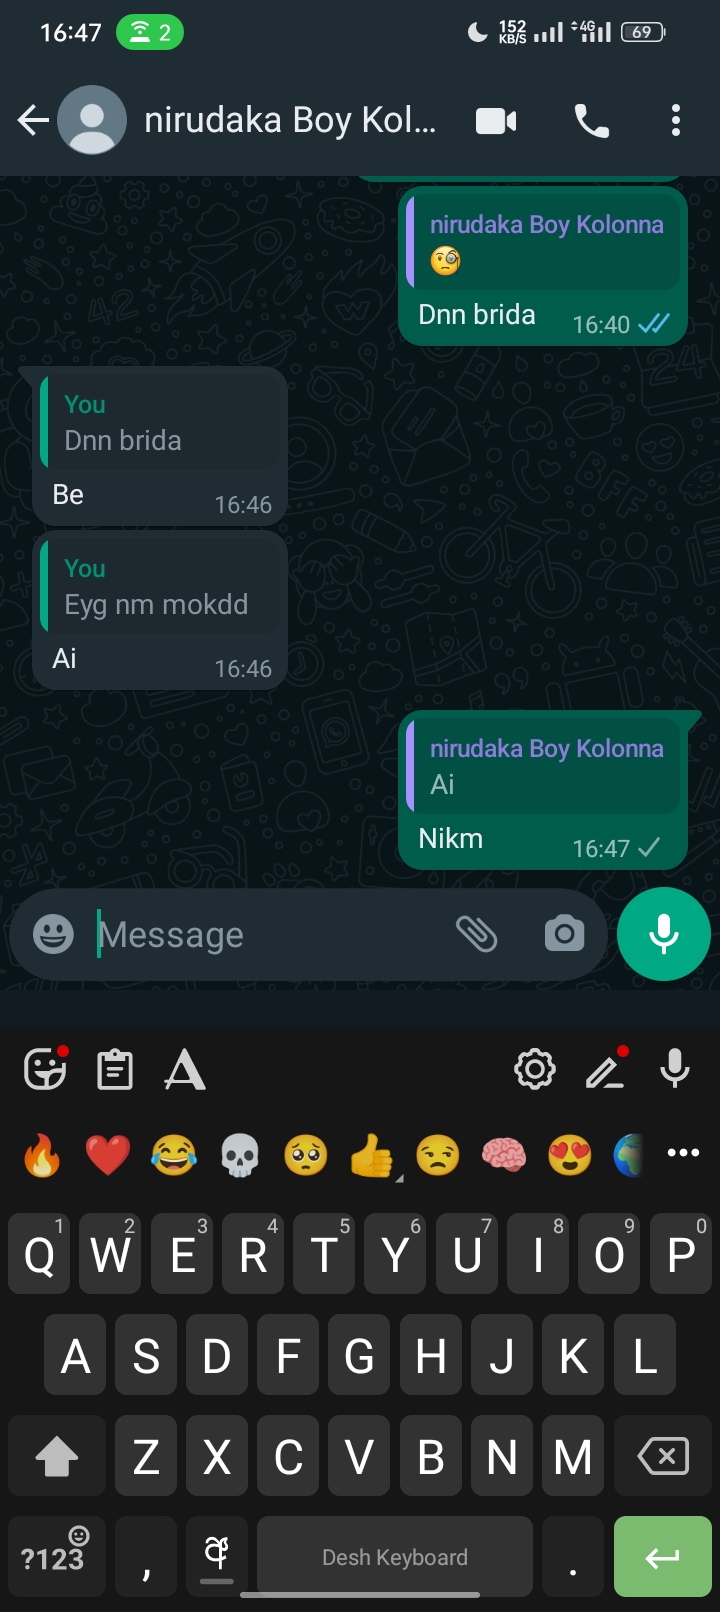 16:47 2 152 KB/S 4G 69
nirudaka Boy Kol...
nirudaka Boy Kolonna
🧐
Dnn brida 16:40
You
Dnn brida
Be 16:46
You
Eyg nm mokdd
Ai 16:46
nirudaka Boy Kolonna
Ai
Nikm 16:47
Message
🔥 ❤️ 😂 💀 🥺 👍 😒 🧠 😍 🌍 •••
1 2 3 4 5 6 7 8 9 0
Q W E R T Y U I O P
A S D F G H J K L
Z X C V B N M
?123 , Desh Keyboard .